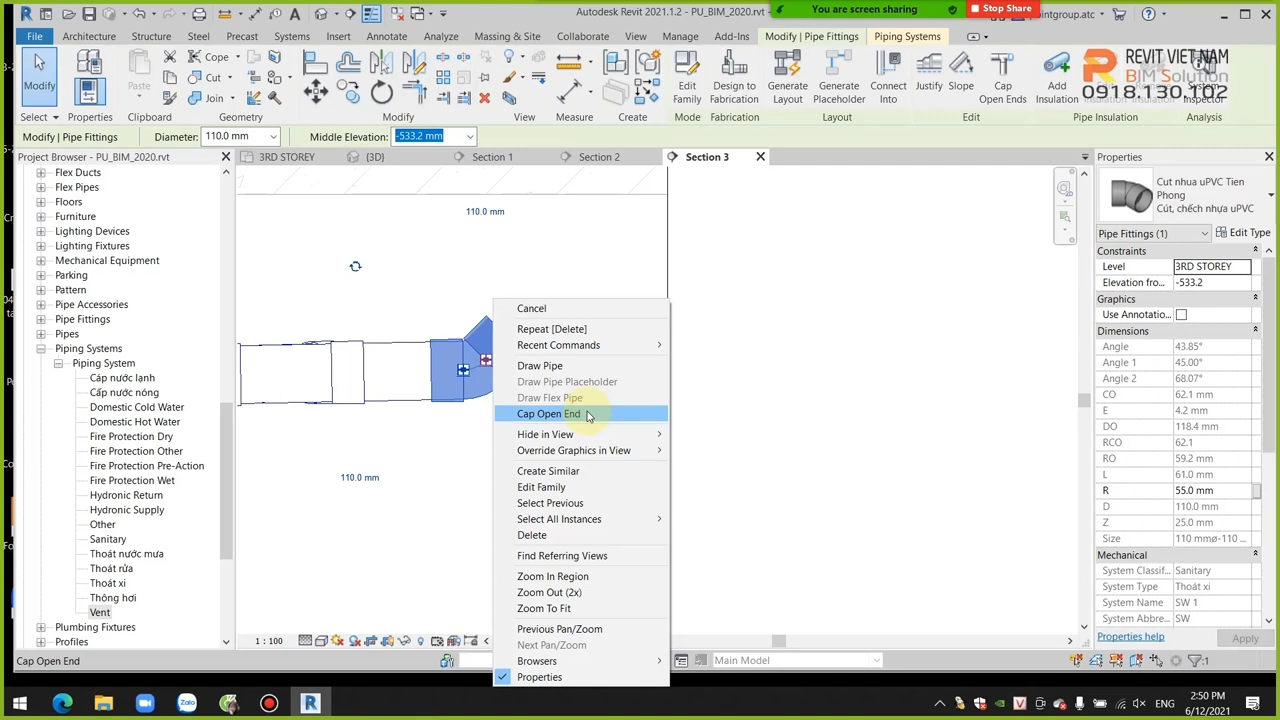 Autodesk Revit 2021.1.2 - PU_BIM_2020.rvt
You are screen sharing
Stop Share
ointgroup.atc
File
Architecture
Structure
Steel
Precast
Systems
Insert
Annotate
Analyze
Massing & Site
Collaborate
View
Manage
Add-Ins
Modify | Pipe Fittings
Piping Systems
Modify
Paste
Cope
Cut
Join
Edit
Family
Design to
Fabrication
Generate
Layout
Generate
Placeholder
Connect
Into
Justify
Slope
Cap
Open Ends
Add
Insulation
System
Inspector
REVIT VIET NAM
BIM Solution
0918.130.102
Select
Properties
Clipboard
Geometry
Modify
View
Measure
Create
Mode
Fabrication
Layout
Edit
Pipe Insulation
Analysis
Modify | Pipe Fittings
Diameter:
110.0 mm
Middle Elevation:
-533.2 mm
Project Browser - PU_BIM_2020.rvt
3RD STOREY
{3D}
Section 1
Section 2
Section 3
Properties
Flex Ducts
Flex Pipes
Floors
Furniture
Lighting Devices
Lighting Fixtures
Mechanical Equipment
Parking
Pattern
Pipe Accessories
Pipe Fittings
Pipes
Piping Systems
Piping System
Cấp nước lạnh
Cấp nước nóng
Domestic Cold Water
Domestic Hot Water
Fire Protection Dry
Fire Protection Other
Fire Protection Pre-Action
Fire Protection Wet
Hydronic Return
Hydronic Supply
Other
Sanitary
Thoát nước mưa
Thoát rửa
Thoát xi
Thông hơi
Vent
Plumbing Fixtures
Profiles
110.0 mm
110.0 mm
Cancel
Repeat [Delete]
Recent Commands
Draw Pipe
Draw Pipe Placeholder
Draw Flex Pipe
Cap Open End
Hide in View
Override Graphics in View
Create Similar
Edit Family
Select Previous
Select All Instances
Delete
Find Referring Views
Zoom In Region
Zoom Out (2x)
Zoom To Fit
Previous Pan/Zoom
Next Pan/Zoom
Browsers
Properties
Cut nhua uPVC Tien
Phong
Cút, chếch nhựa uPVC
Pipe Fittings (1)
Edit Type
Constraints
Level
3RD STOREY
Elevation fro...
-533.2
Graphics
Use Annotatio...
Dimensions
Angle
43.85°
Angle 1
45.00°
Angle 2
68.07°
CO
62.1
E
4.2 mm
DO
118.4 mm
RCO
62.1
RO
59.2 mm
L
61.0 mm
R
55.0 mm
D
110.0 mm
Z
25.0 mm
Size
110 mmø-110 ...
Mechanical
System Classif...
Sanitary
System Type
Thoát xi
System Name
SW 1
System Abbre...
SW
Properties help
Apply
1 : 100
Cap Open End
Main Model
:1
ENG
2:50 PM
6/12/2021